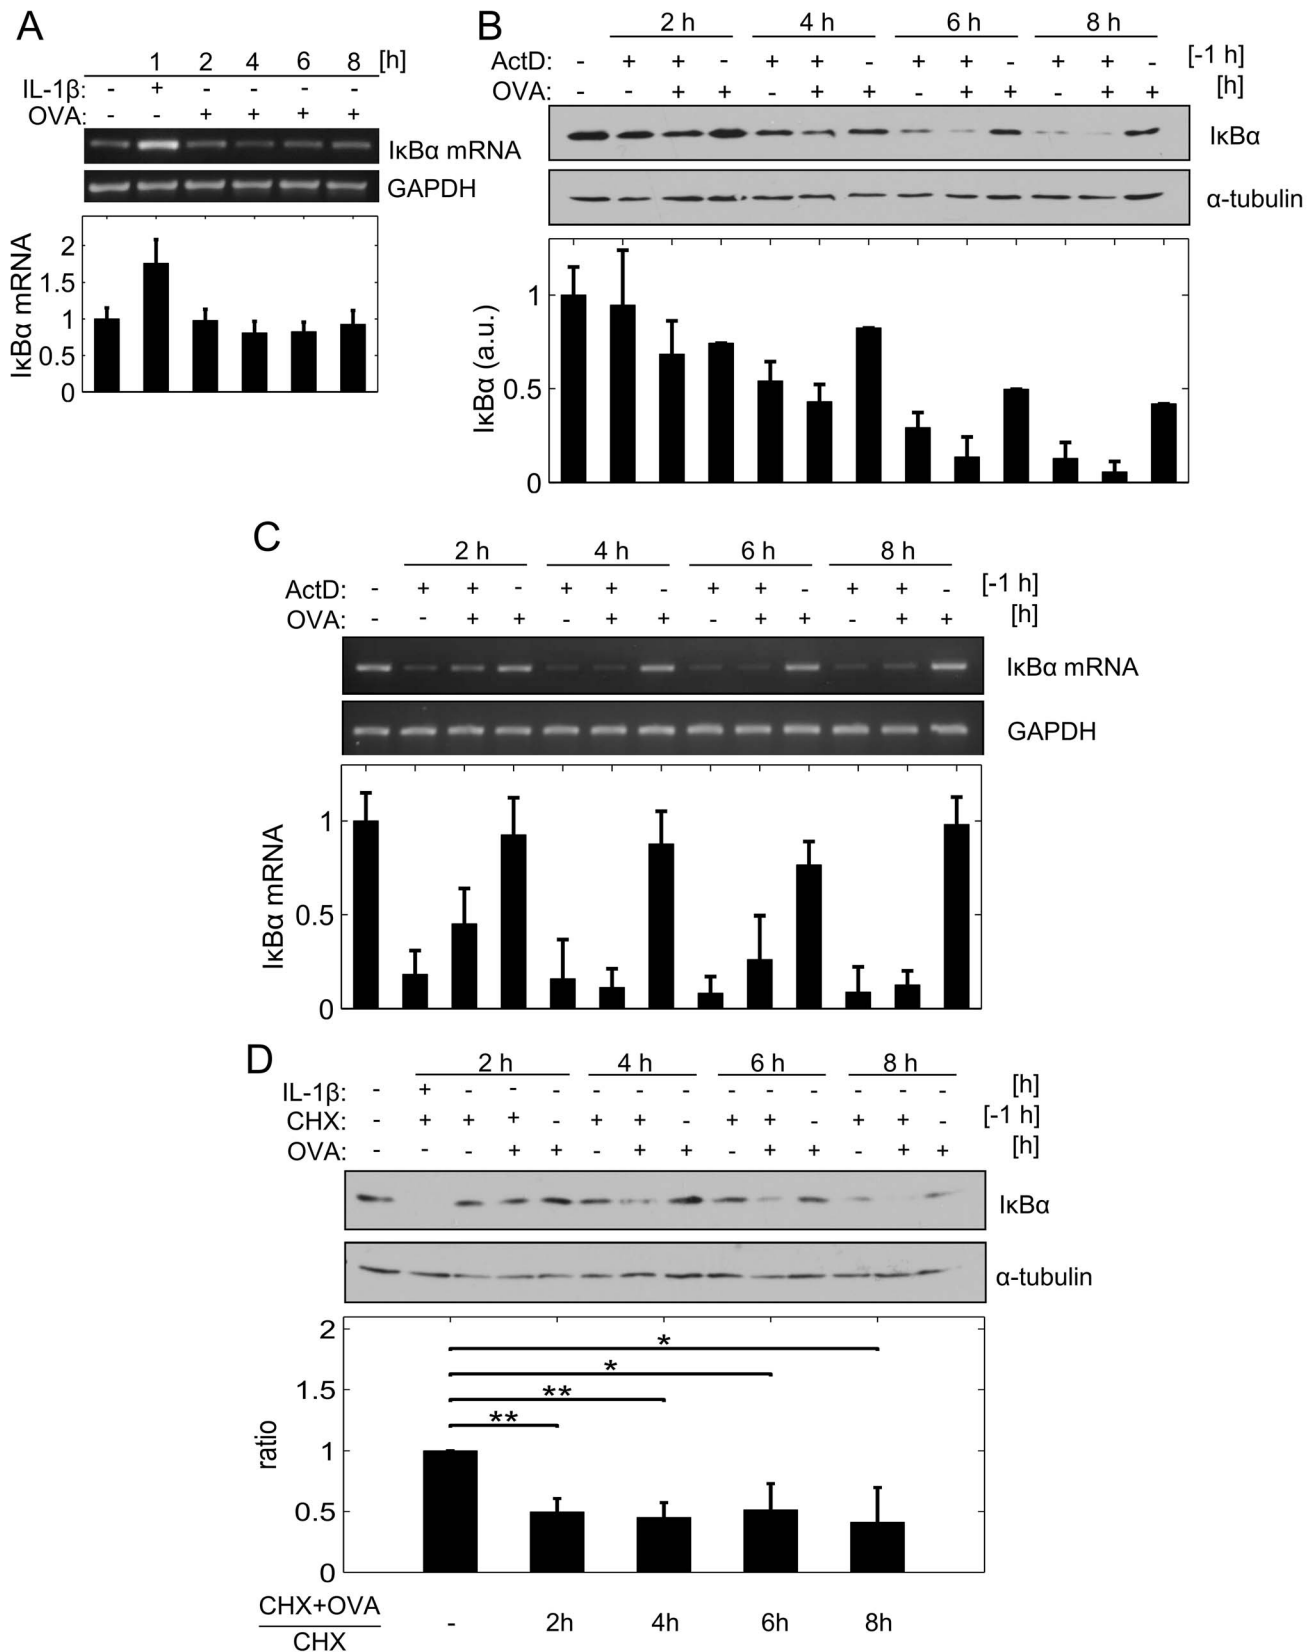 A
1 2 4 6 8 [h]
IL-1β: - + - - - -
OVA: - - + + + +
IκBα mRNA
GAPDH
IκBα mRNA
2
1.5
1
0.5
0
B
2 h 4 h 6 h 8 h
ActD: - + + - + + - + + - + + - [-1 h]
OVA: - - + + - + + - + + - + + [h]
IκBα
α-tubulin
IκBα (a.u.)
1
0.5
0
C
2 h 4 h 6 h 8 h
ActD: - + + - + + - + + - + + - [-1 h]
OVA: - - + + - + + - + + - + + [h]
IκBα mRNA
GAPDH
IκBα mRNA
1
0.5
0
D
2 h 4 h 6 h 8 h
IL-1β: - + - - - - - - - - - - - - [h]
CHX: - + + + - + + - + + - + + - [-1 h]
OVA: - - - + + - + + - + + - + + [h]
IκBα
α-tubulin
ratio
2
1.5
1
0.5
0
*
*
**
**
CHX+OVA
CHX
- 2h 4h 6h 8h